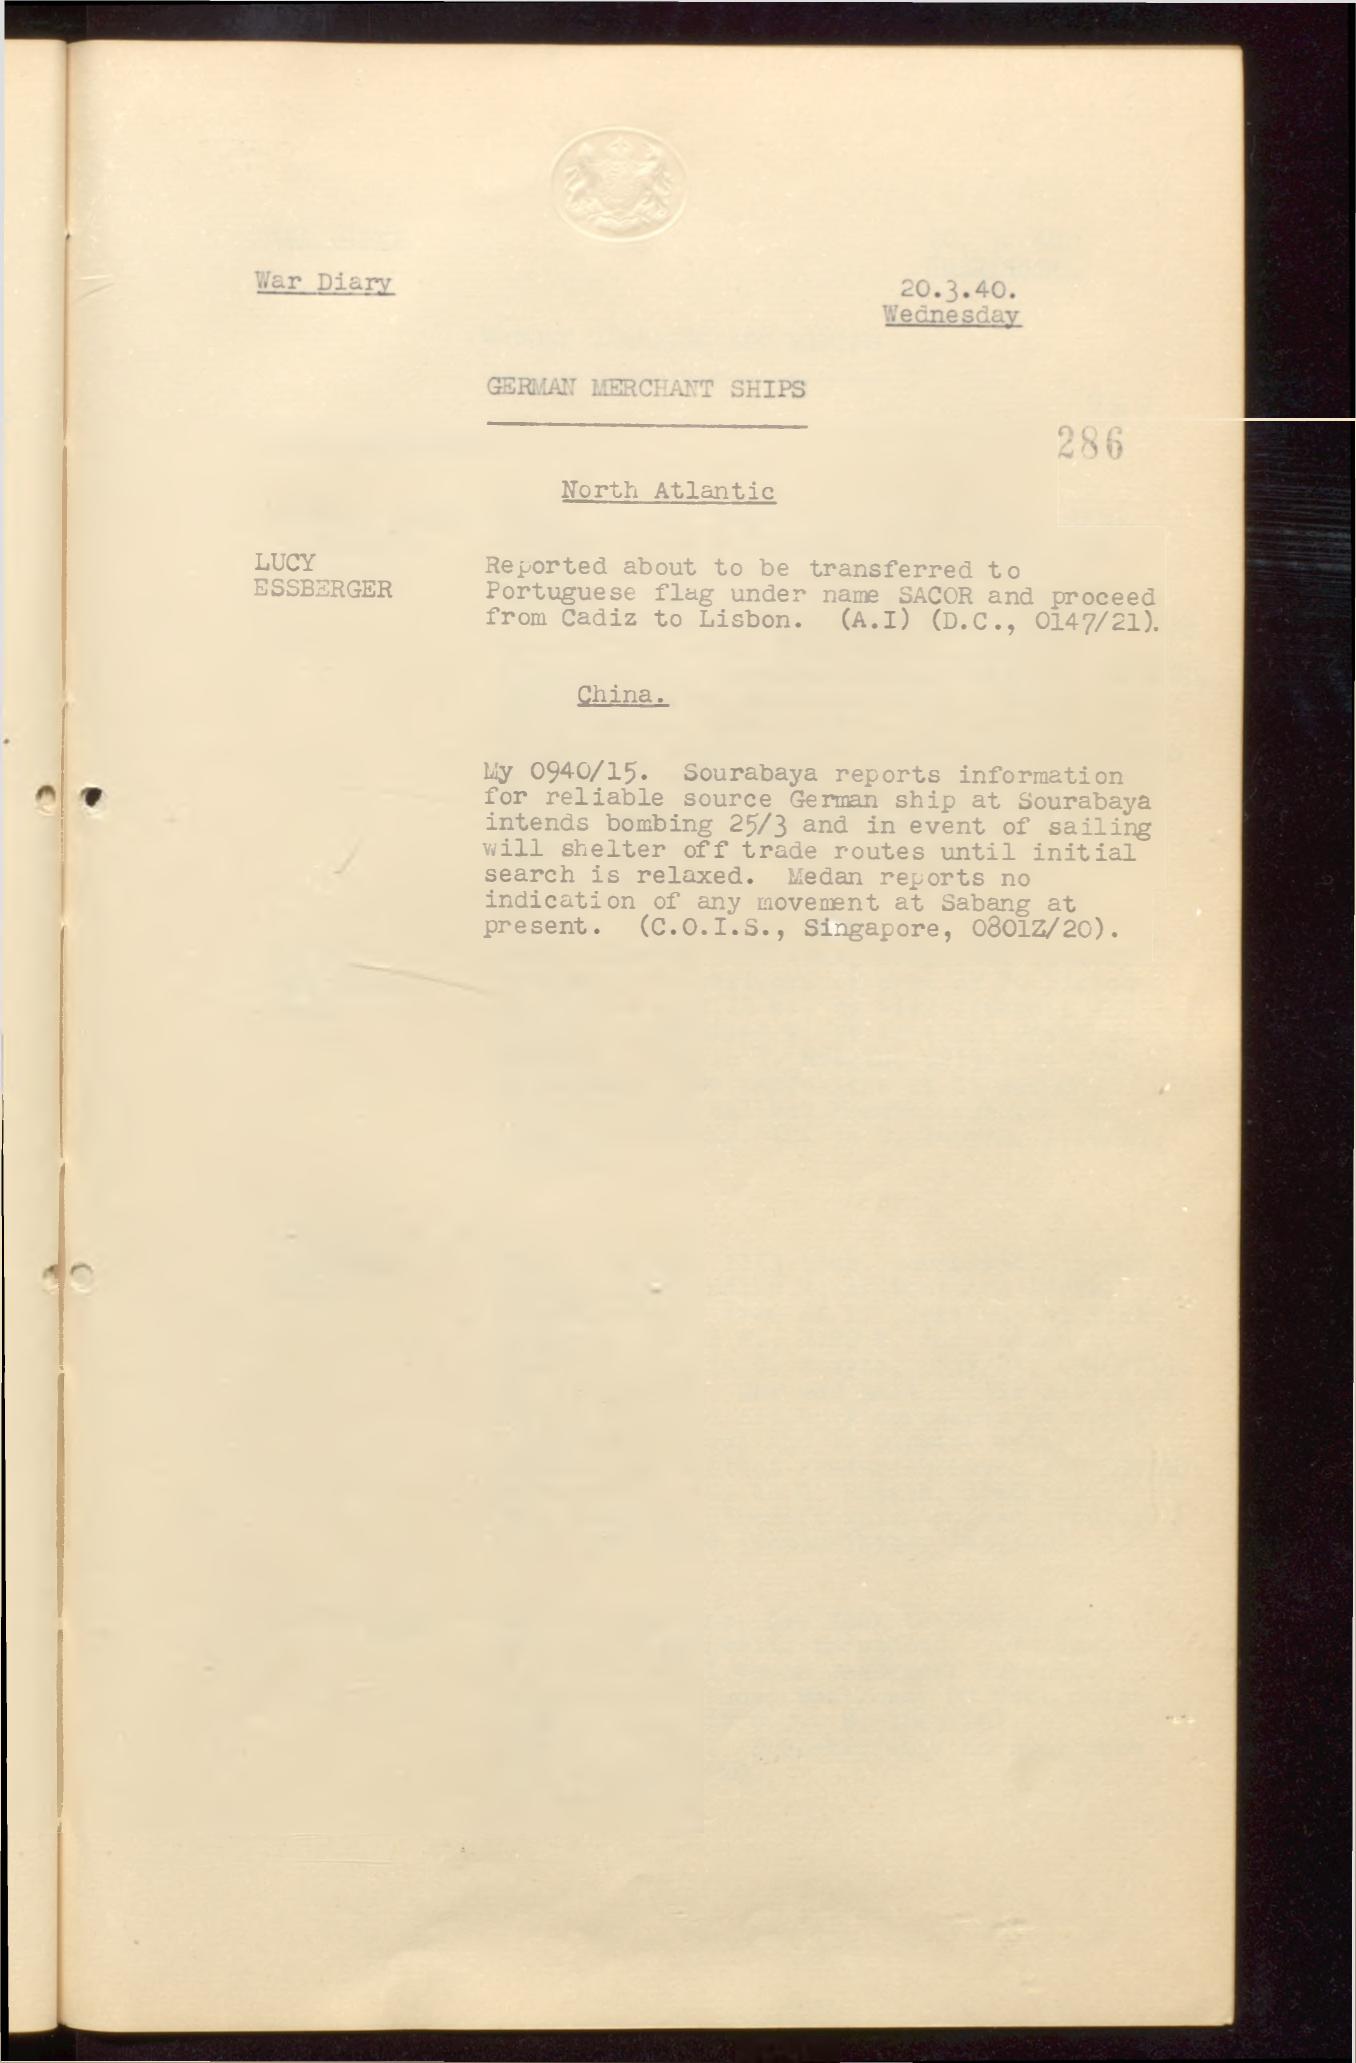 War Diary
20.3.40.
Wednesday
GERMAN MERCHANT SHIPS
286
North Atlantic
LUCY
ESSBERGER
Reported about to be transferred to
Portuguese flag under name SACOR and proceed
from Cadiz to Lisbon. (A.I) (D.C., 0147/21).
China.
My 0940/15. Sourabaya reports information
for reliable source German ship at Sourabaya
intends bombing 25/3 and in event of sailing
will shelter off trade routes until initial
search is relaxed. Medan reports no
indication of any movement at Sabang at
present. (C.O.I.S., Singapore, 0801Z/20).